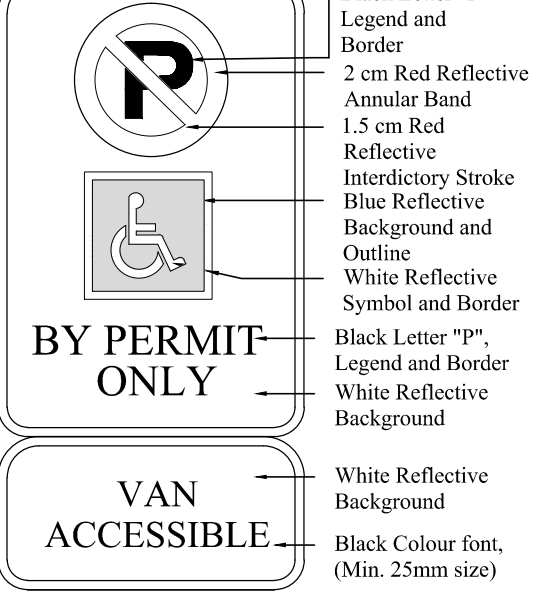 Legend and
Border
2 cm Red Reflective
Annular Band
1.5 cm Red
Reflective
Interdictory Stroke
Blue Reflective
Background and
Outline
White Reflective
Symbol and Border
Black Letter "P",
Legend and Border
White Reflective
Background
White Reflective
Background
Black Colour font,
(Min. 25mm size)
P
BY PERMIT
ONLY
VAN
ACCESSIBLE